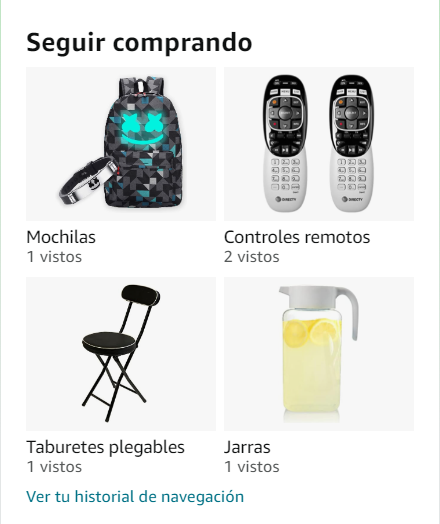 Seguir comprando
Mochilas
1 vistos
Controles remotos
2 vistos
Taburetes plegables
1 vistos
Jarras
1 vistos
Ver tu historial de navegación